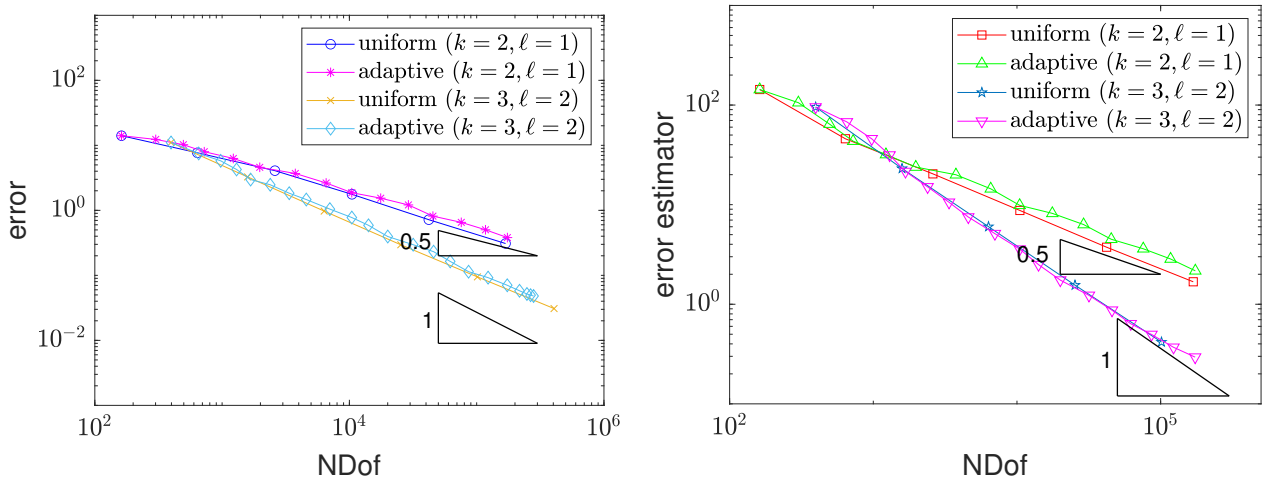 error
10^2
10^0
10^{-2}
uniform (k = 2, ℓ = 1)
adaptive (k = 2, ℓ = 1)
uniform (k = 3, ℓ = 2)
adaptive (k = 3, ℓ = 2)
0.5
1
10^2
10^4
10^6
NDof
error estimator
10^2
10^0
uniform (k = 2, ℓ = 1)
adaptive (k = 2, ℓ = 1)
uniform (k = 3, ℓ = 2)
adaptive (k = 3, ℓ = 2)
0.5
1
10^2
10^5
NDof